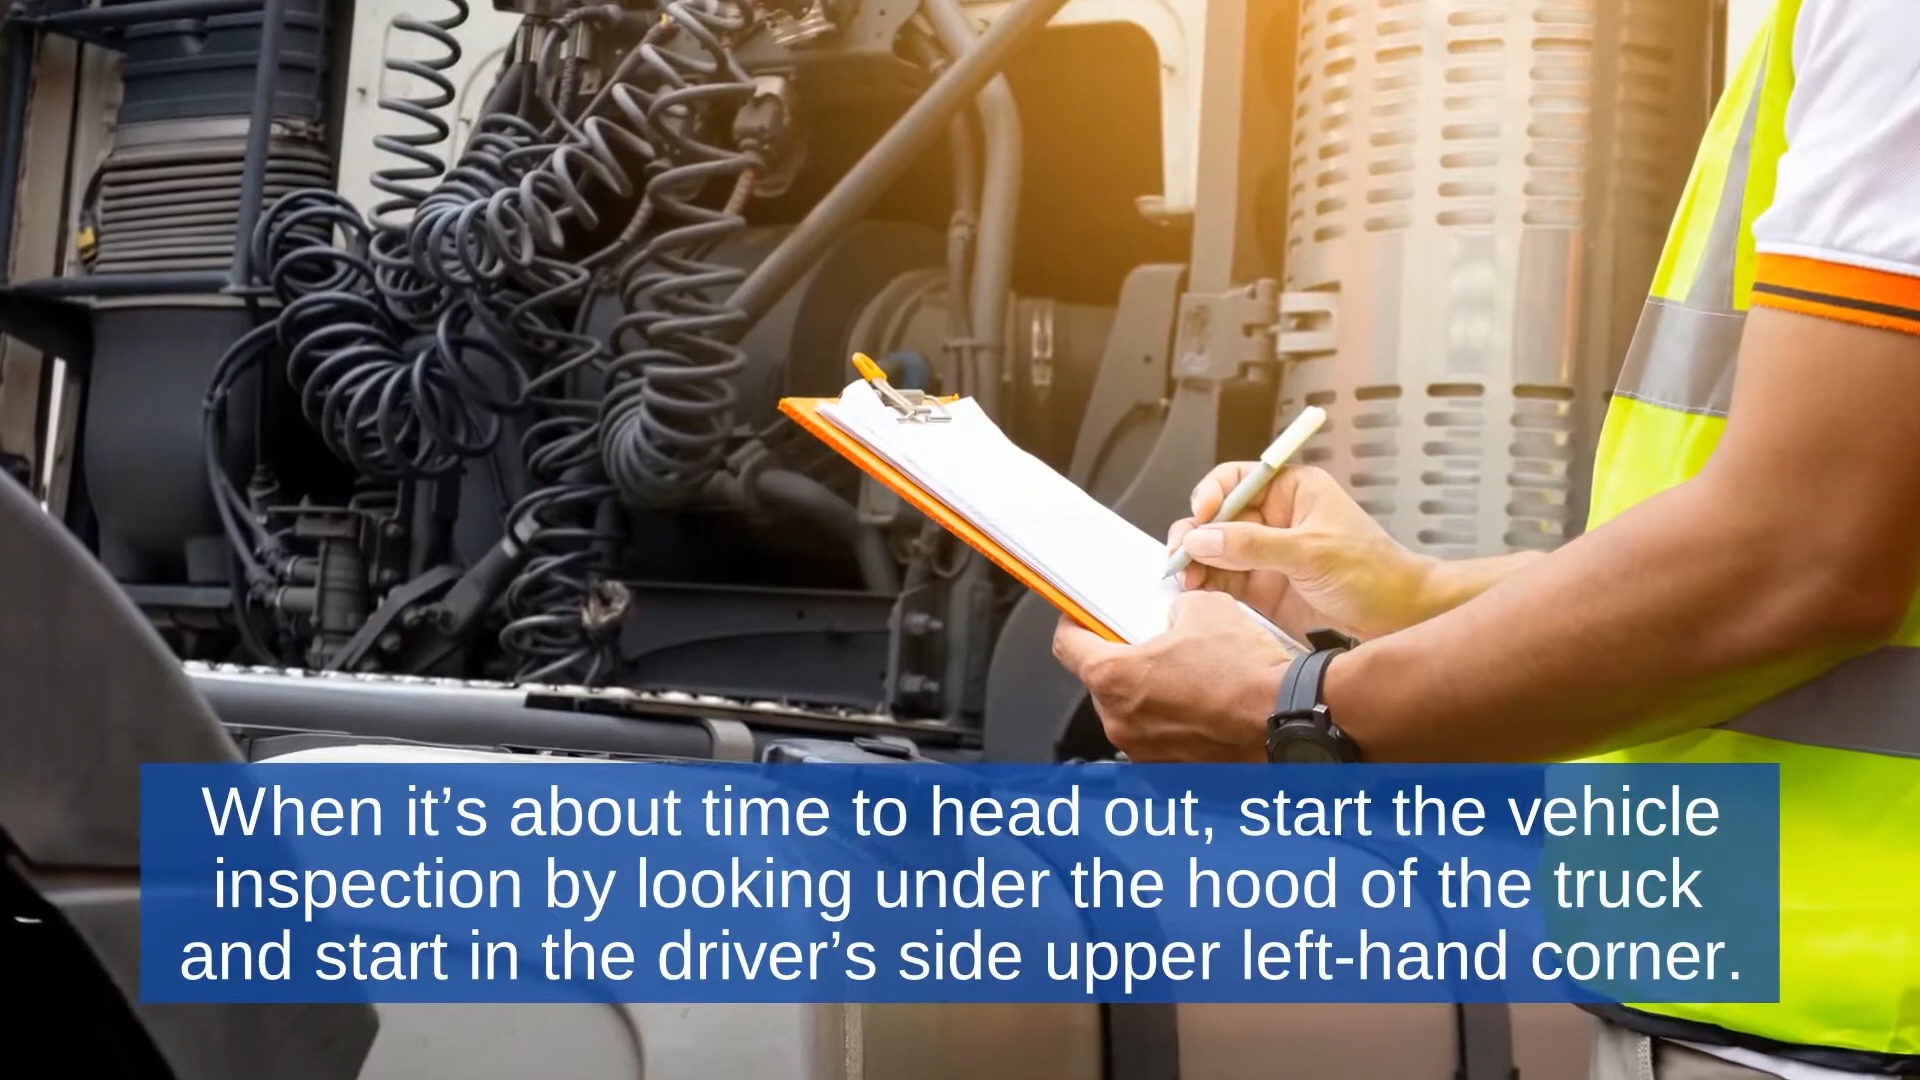 When it’s about time to head out, start the vehicle
inspection by looking under the hood of the truck
and start in the driver’s side upper left-hand corner.